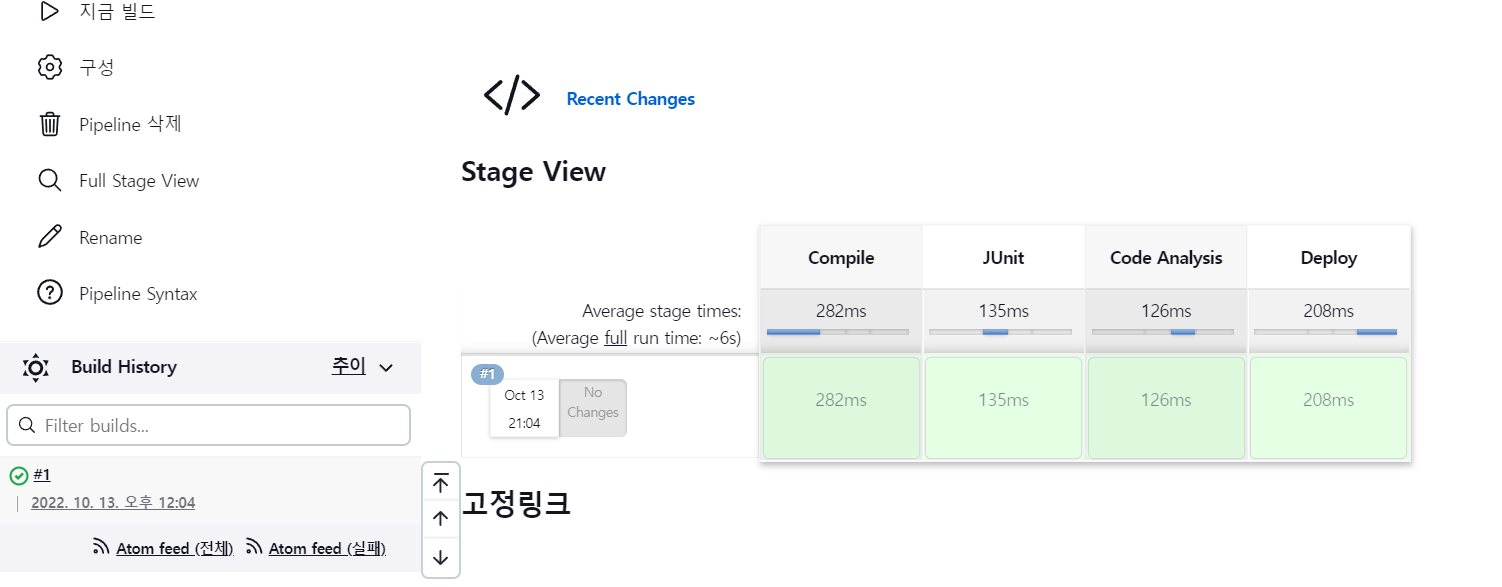 지금 빌드
구성
Pipeline 삭제
Full Stage View
Rename
Pipeline Syntax
Build History 추이
Filter builds...
#1
2022. 10. 13. 오후 12:04
Atom feed (전체) Atom feed (실패)
Recent Changes
Stage View
Compile JUnit Code Analysis Deploy
Average stage times: 282ms 135ms 126ms 208ms
(Average full run time: ~6s)
#1
Oct 13
21:04
No
Changes
282ms 135ms 126ms 208ms
고정링크